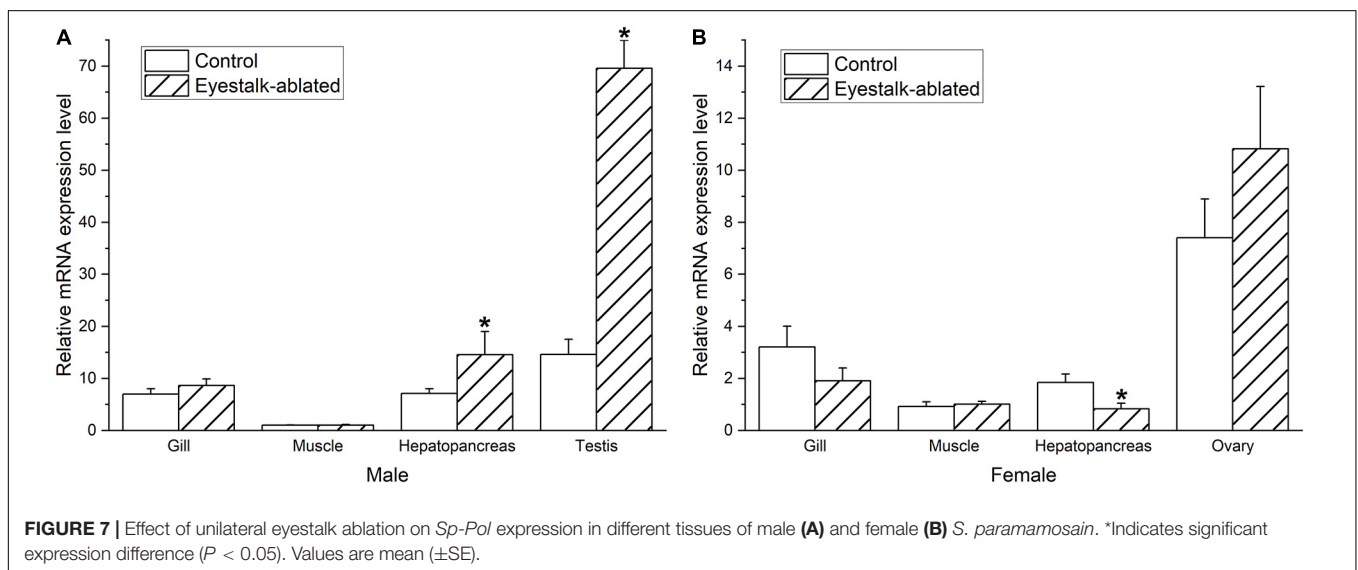 A
Control
Eyestalk-ablated
Relative mRNA expression level
70
60
50
40
30
20
10
0
*
*
Gill Muscle Hepatopancreas Testis
Male
B
Control
Eyestalk-ablated
Relative mRNA expression level
14
12
10
8
6
4
2
0
*
Gill Muscle Hepatopancreas Ovary
Female
FIGURE 7 | Effect of unilateral eyestalk ablation on Sp-Pol expression in different tissues of male (A) and female (B) S. paramamosain. *Indicates significant
expression difference (P < 0.05). Values are mean (±SE).